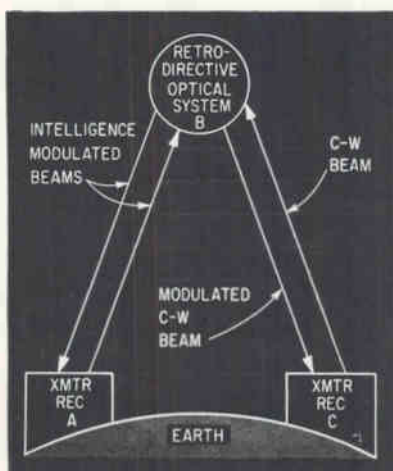 RETRO-
DIRECTIVE
OPTICAL
SYSTEM
B
INTELLIGENCE
MODULATED
BEAMS
C-W
BEAM
MODULATED
C-W
BEAM
XMTR
REC
A
XMTR
REC
C
EARTH